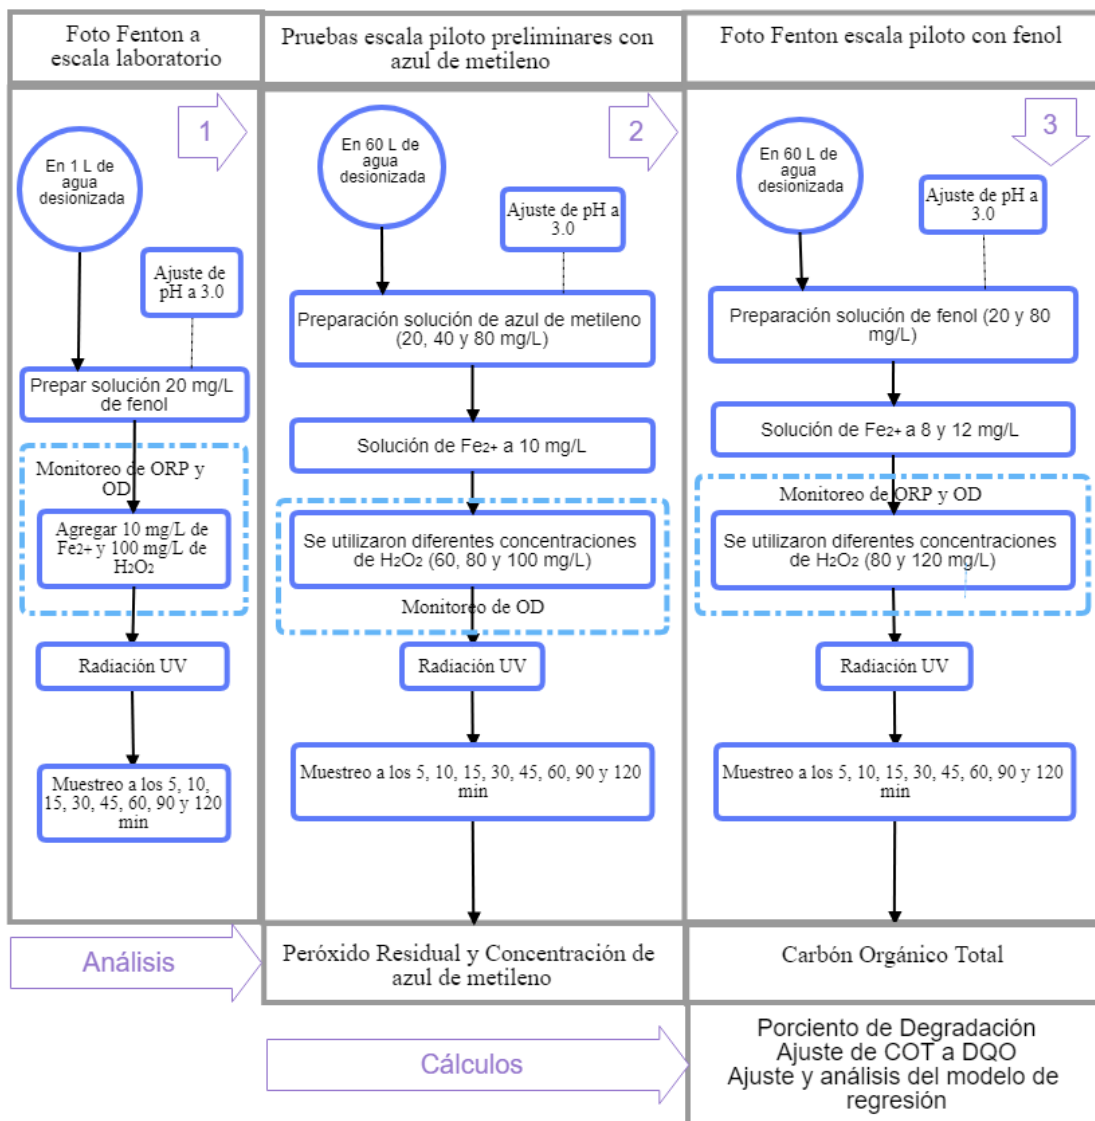 Foto Fenton a
escala laboratorio
Pruebas escala piloto preliminares con
azul de metileno
Foto Fenton escala piloto con fenol
1
En 1 L de
agua
desionizada
Ajuste de
pH a 3.0
Prepar solución 20 mg/L
de fenol
Monitoreo de ORP y
OD
Agregar 10 mg/L de
Fe2+ y 100 mg/L de
H2O2
Radiación UV
Muestreo a los 5, 10,
15, 30, 45, 60, 90 y 120
min
2
En 60 L de
agua
desionizada
Ajuste de pH a
3.0
Preparación solución de azul de metileno
(20, 40 y 80 mg/L)
Solución de Fe2+ a 10 mg/L
Se utilizaron diferentes concentraciones
de H2O2 (60, 80 y 100 mg/L)
Monitoreo de OD
Radiación UV
Muestreo a los 5, 10, 15, 30, 45, 60, 90 y 120
min
3
En 60 L de
agua
desionizada
Ajuste de pH a
3.0
Preparación solución de fenol (20 y 80
mg/L)
Solución de Fe2+ a 8 y 12 mg/L
Monitoreo de ORP y OD
Se utilizaron diferentes concentraciones
de H2O2 (80 y 120 mg/L)
Radiación UV
Muestreo a los 5, 10, 15, 30, 45, 60, 90 y 120
min
Análisis
Peróxido Residual y Concentración de
azul de metileno
Carbón Orgánico Total
Cálculos
Porciento de Degradación
Ajuste de COT a DQO
Ajuste y análisis del modelo de
regresión